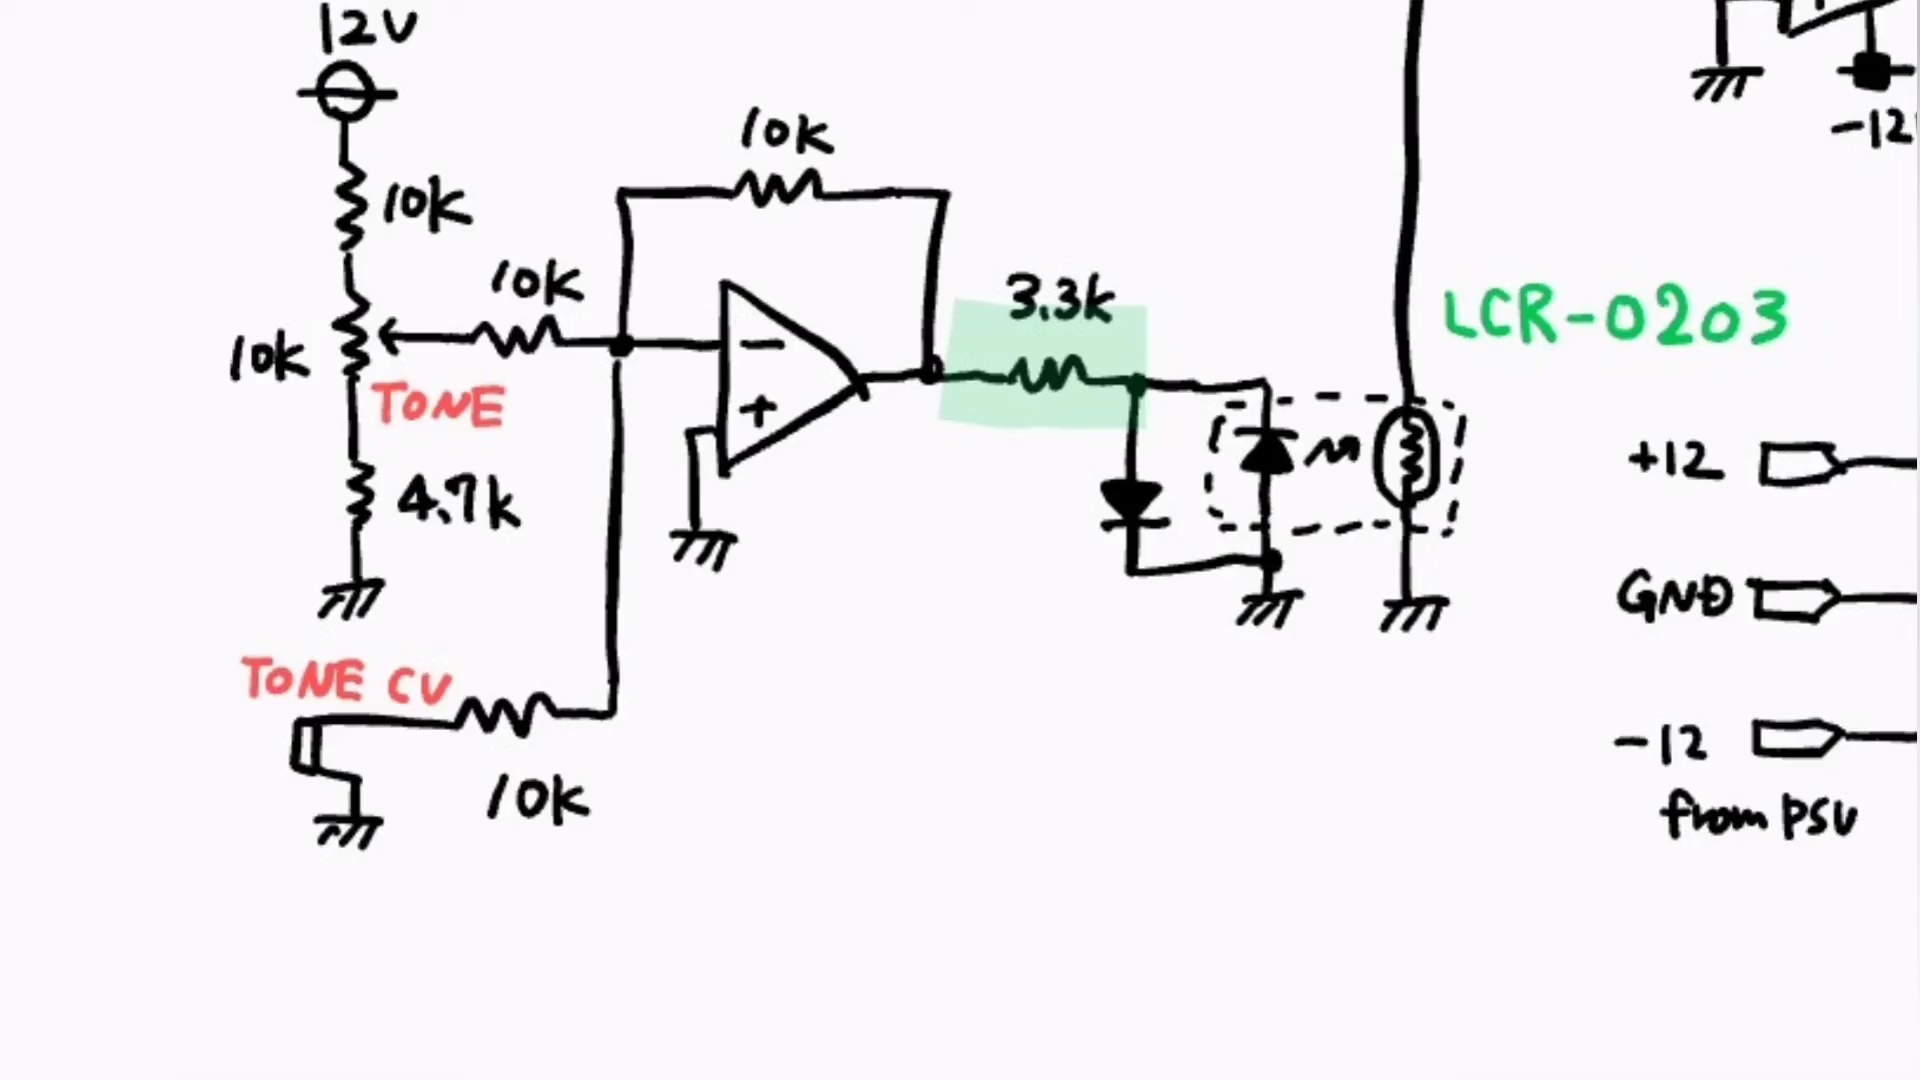 12V
10k
10k
10k
10k
TONE
4.7k
-
+
3.3k
LCR-0203
-12
+12
GND
-12
from PSU
TONE CV
10k